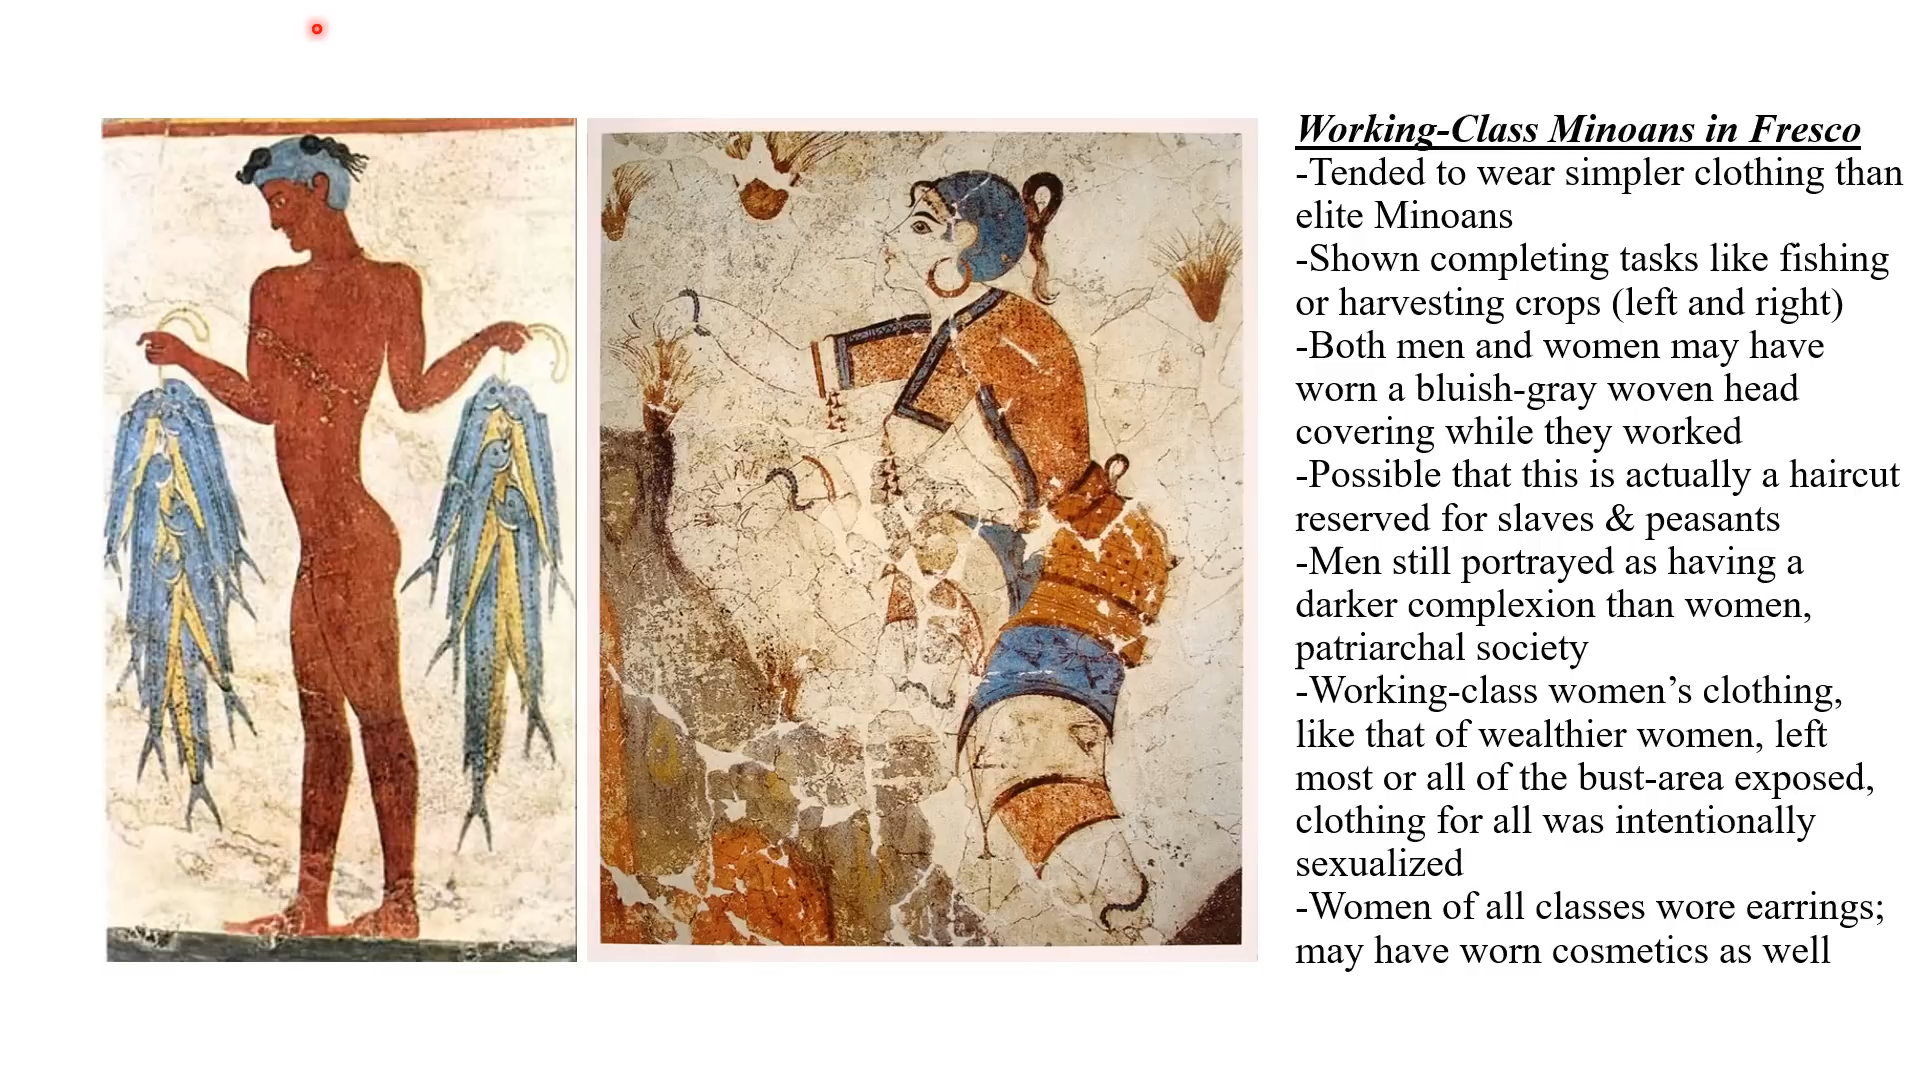 Working-Class Minoans in Fresco
-Tended to wear simpler clothing than
elite Minoans
-Shown completing tasks like fishing
or harvesting crops (left and right)
-Both men and women may have
worn a bluish-gray woven head
covering while they worked
-Possible that this is actually a haircut
reserved for slaves & peasants
-Men still portrayed as having a
darker complexion than women,
patriarchal society
-Working-class women’s clothing,
like that of wealthier women, left
most or all of the bust-area exposed,
clothing for all was intentionally
sexualized
-Women of all classes wore earrings;
may have worn cosmetics as well